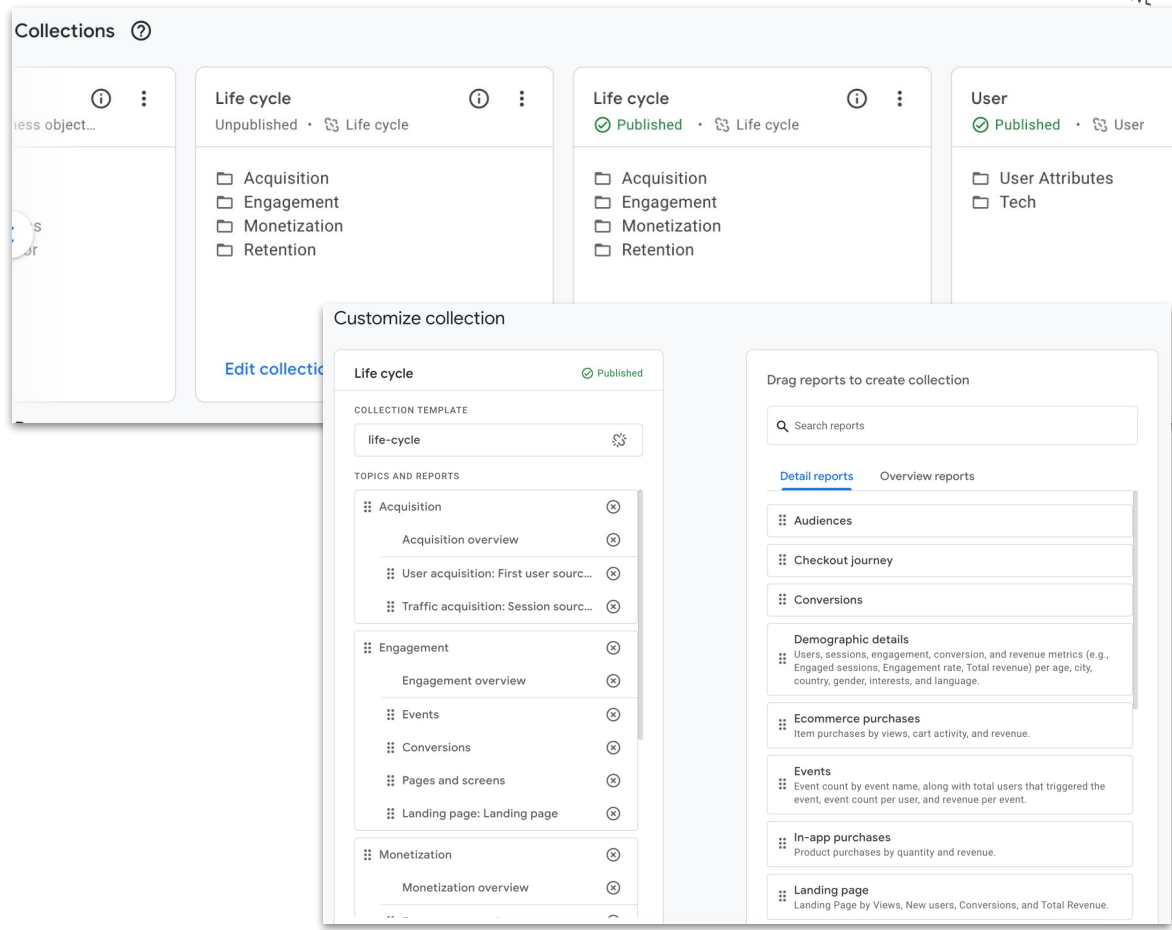 Collections
Life cycle
Unpublished • Life cycle
Acquisition
Engagement
Monetization
Retention
Life cycle
Published • Life cycle
Acquisition
Engagement
Monetization
Retention
User
Published • User
User Attributes
Tech
Customize collection
Life cycle
Published
COLLECTION TEMPLATE
life-cycle
TOPICS AND REPORTS
Acquisition
Acquisition overview
User acquisition: First user sourc...
Traffic acquisition: Session sourc...
Engagement
Engagement overview
Events
Conversions
Pages and screens
Landing page: Landing page
Monetization
Monetization overview
Drag reports to create collection
Search reports
Detail reports Overview reports
Audiences
Checkout journey
Conversions
Demographic details
Users, sessions, engagement, conversion, and revenue metrics (e.g.,
Engaged sessions, Engagement rate, Total revenue) per age, city,
country, gender, interests, and language.
Ecommerce purchases
Item purchases by views, cart activity, and revenue.
Events
Event count by event name, along with total users that triggered the
event, event count per user, and revenue per event.
In-app purchases
Product purchases by quantity and revenue.
Landing page
Landing Page by Views, New users, Conversions, and Total Revenue.